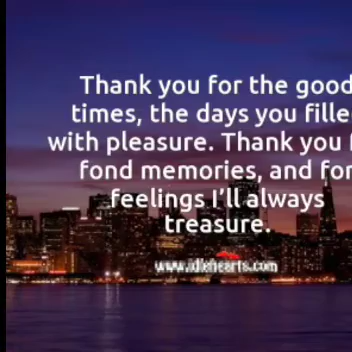 Thank you for the good
times, the days you fille
with pleasure. Thank you f
fond memories, and for
feelings I'll always
treasure.
www.idlehearts.com